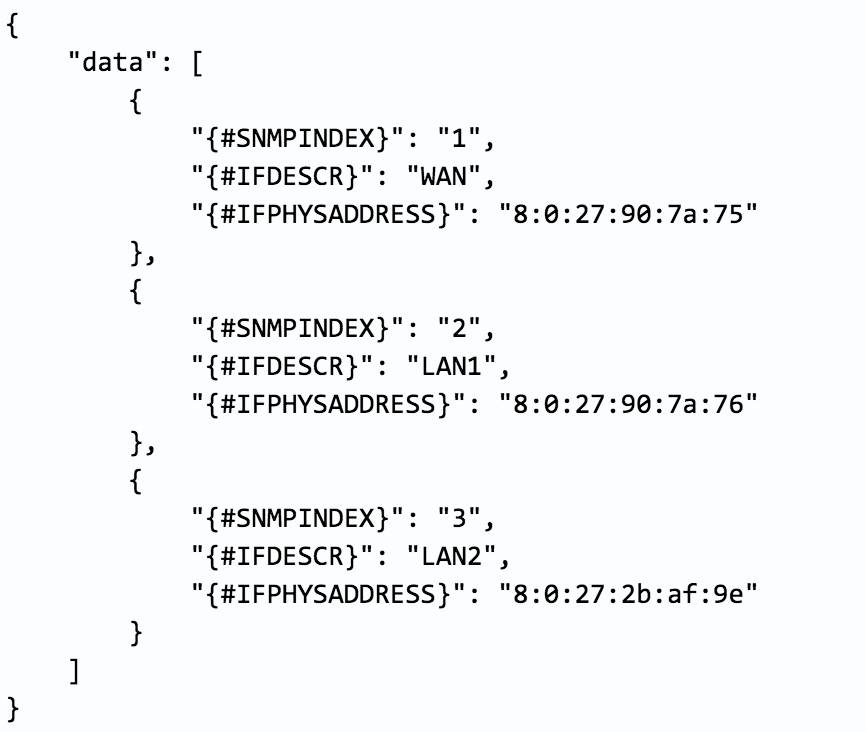 {
    "data": [
        {
            "{#SNMPINDEX}": "1",
            "{#IFDESCR}": "WAN",
            "{#IFPHYSADDRESS}": "8:0:27:90:7a:75"
        },
        {
            "{#SNMPINDEX}": "2",
            "{#IFDESCR}": "LAN1",
            "{#IFPHYSADDRESS}": "8:0:27:90:7a:76"
        },
        {
            "{#SNMPINDEX}": "3",
            "{#IFDESCR}": "LAN2",
            "{#IFPHYSADDRESS}": "8:0:27:2b:af:9e"
        }
    ]
}